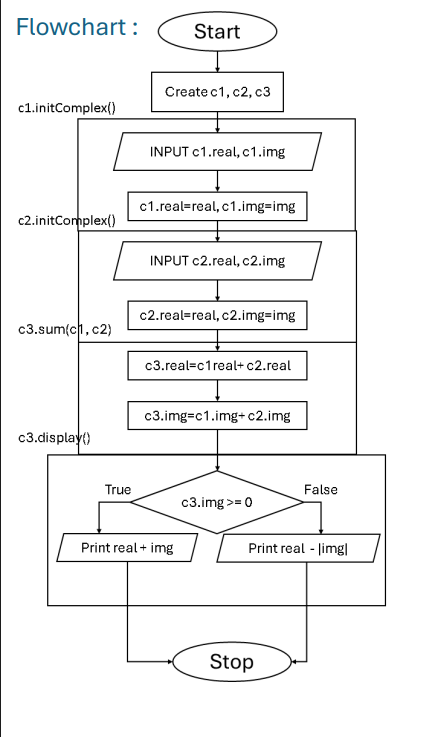 Flowchart :
Start
Create c1, c2, c3
c1.initComplex()
INPUT c1.real, c1.img
c1.real=real, c1.img=img
c2.initComplex()
INPUT c2.real, c2.img
c2.real=real, c2.img=img
c3.sum(c1, c2)
c3.real=c1real+ c2.real
c3.img=c1.img+ c2.img
c3.display()
True
False
c3.img >= 0
Print real + img
Print real - |img|
Stop